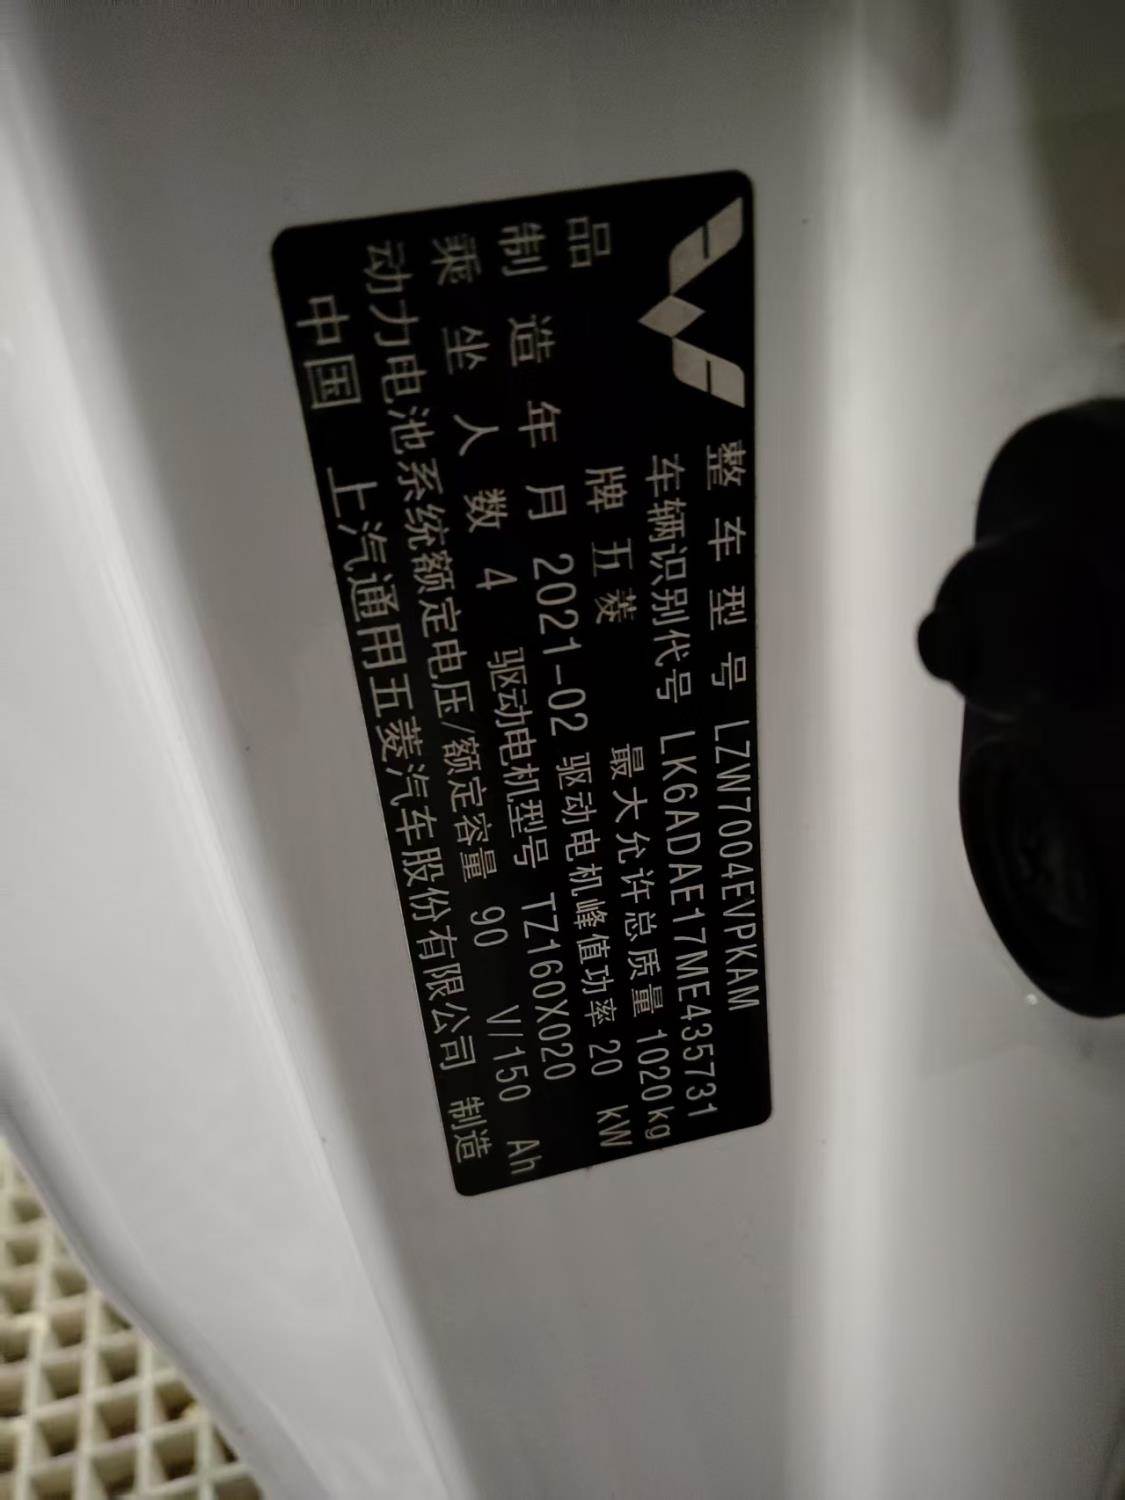 整车型号 LZW7004EVPKAM
车辆识别代号 LK6ADAE17ME435731
品牌 五菱 最大允许总质量 1020kg
制造年月 2021-02 驱动电机峰值功率 20 kW
乘坐人数 4 驱动电机型号 TZ160X020
动力电池系统额定电压/额定容量 90 V/150 Ah
中国 上汽通用五菱汽车股份有限公司 制造